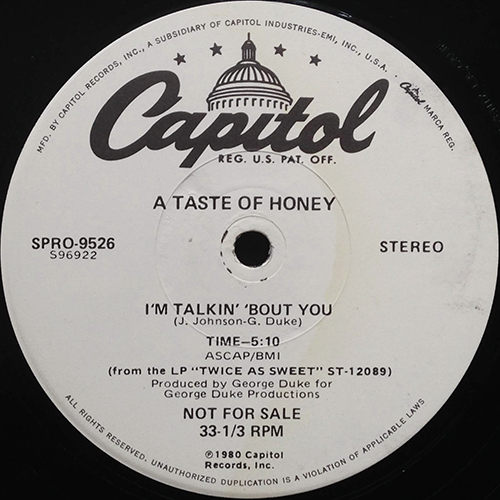 MFD. BY CAPITOL RECORDS, INC., A SUBSIDIARY OF CAPITOL INDUSTRIES-EMI, INC., U.S.A. • Capitol MARCA REG.
Capitol
REG. U.S. PAT. OFF.
A TASTE OF HONEY
SPRO-9526
S96922
STEREO
I'M TALKIN' 'BOUT YOU
(J. Johnson-G. Duke)
TIME—5:10
ASCAP/BMI
(from the LP "TWICE AS SWEET" ST-12089)
Produced by George Duke for
George Duke Productions
NOT FOR SALE
33-1/3 RPM
℗1980 Capitol
Records, Inc.
ALL RIGHTS RESERVED. UNAUTHORIZED DUPLICATION IS A VIOLATION OF APPLICABLE LAWS